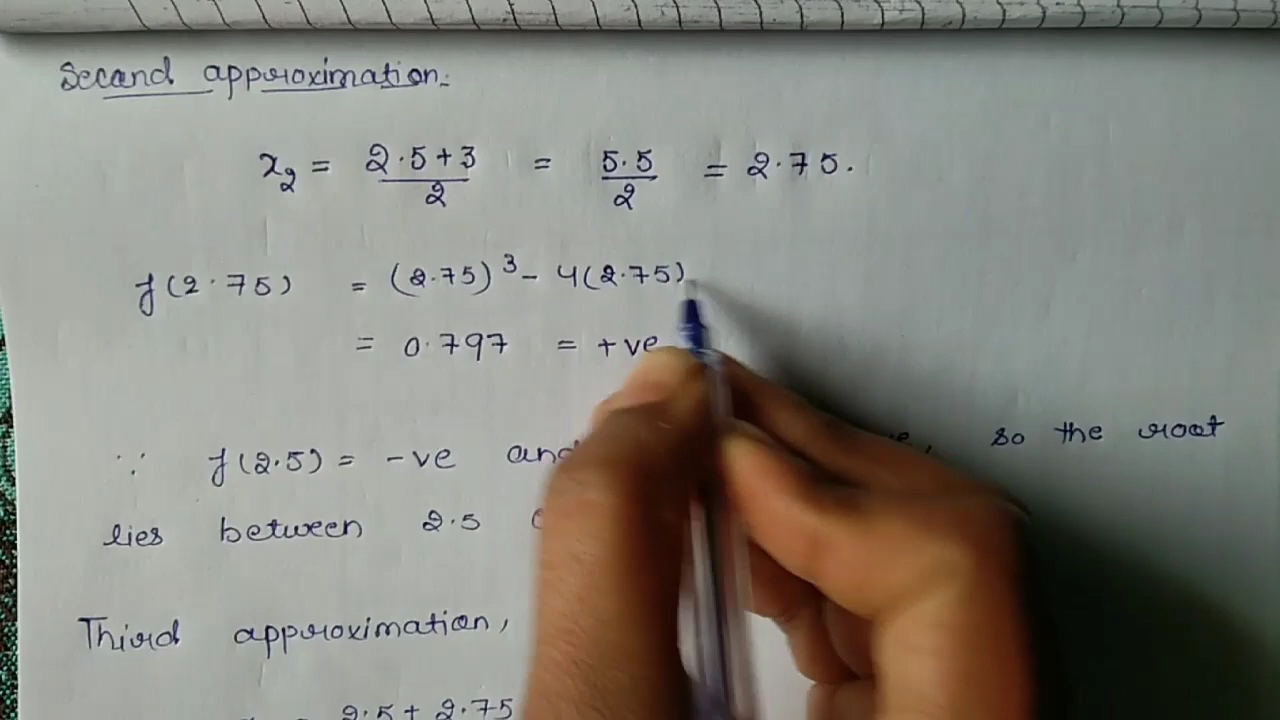 Second approximation:
x₂ = (2.5+3)/2 = 5.5/2 = 2.75.
f(2.75) = (2.75)³ - 4(2.75)
= 0.797 = +ve
∵ f(2.5) = -ve and so the root
lies between 2.5
Third approximation,
2.5 + 2.75